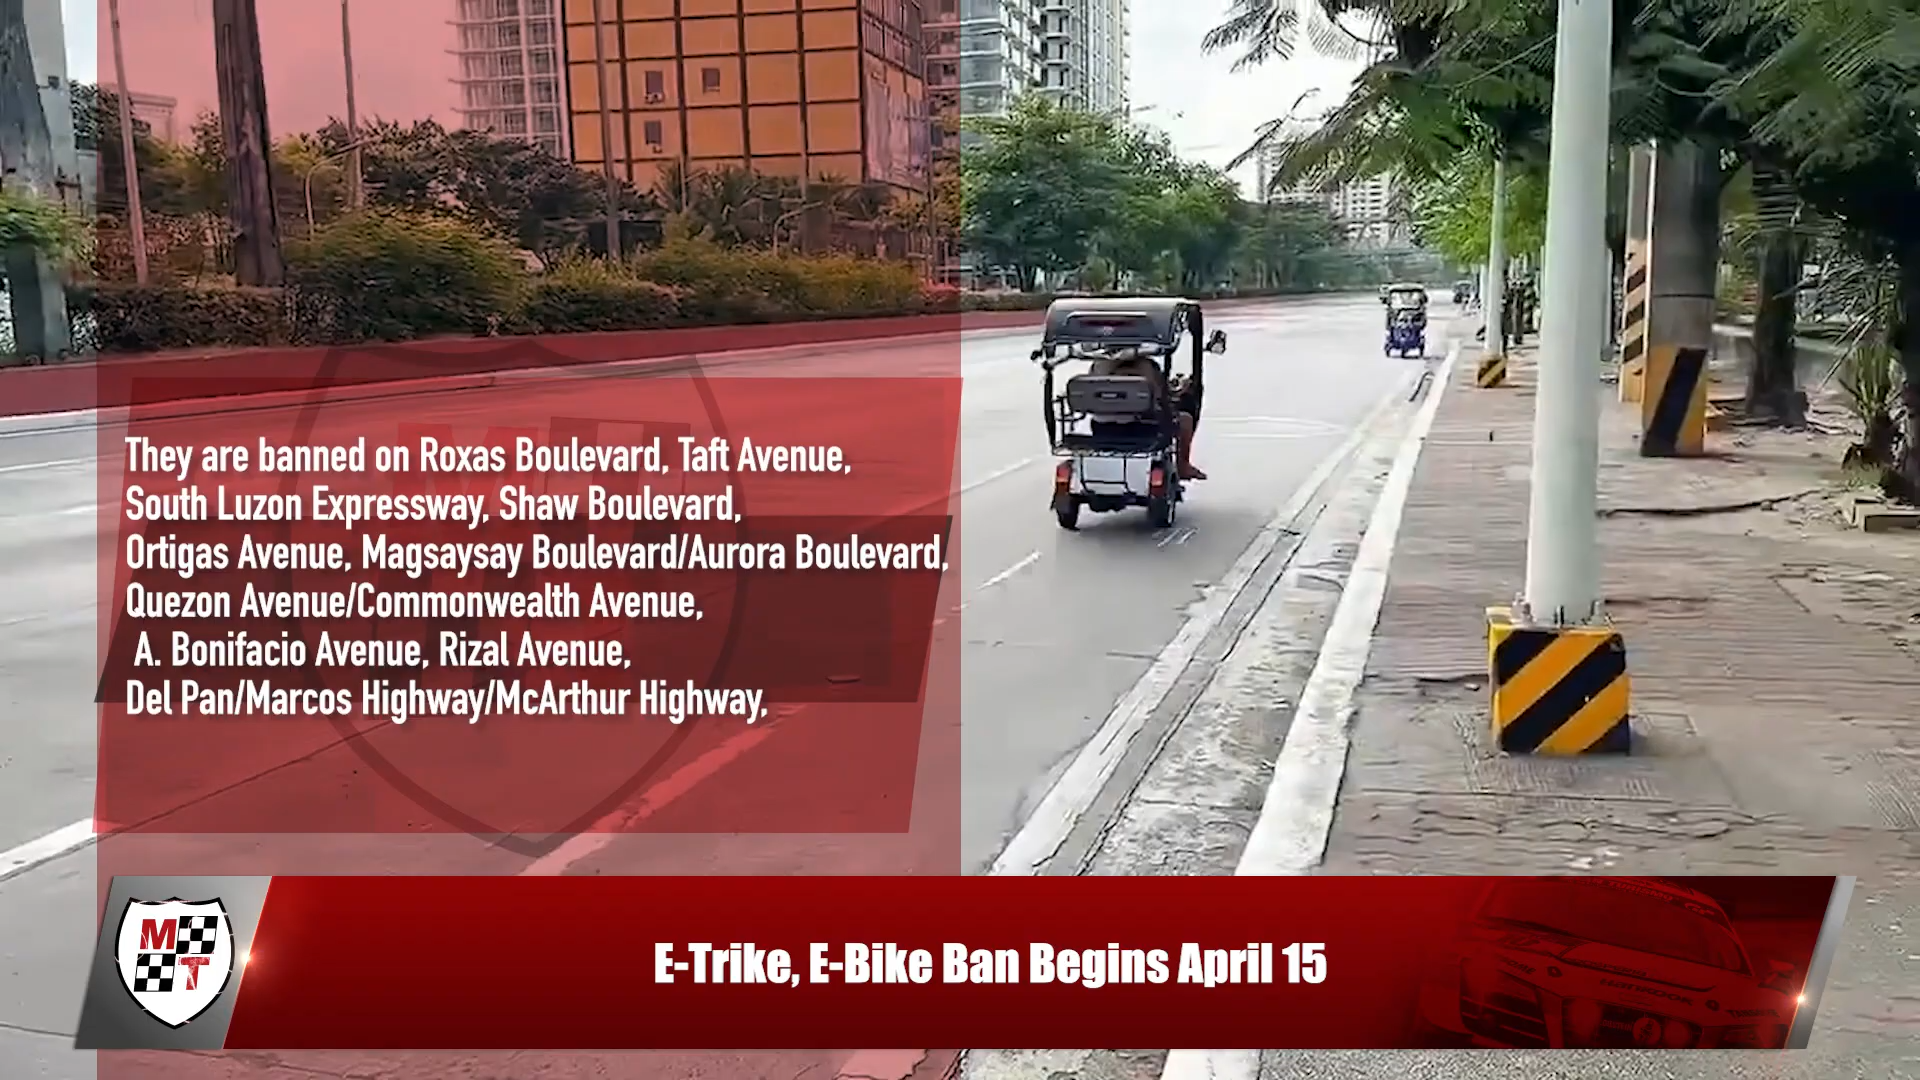 They are banned on Roxas Boulevard, Taft Avenue,
South Luzon Expressway, Shaw Boulevard,
Ortigas Avenue, Magsaysay Boulevard/Aurora Boulevard,
Quezon Avenue/Commonwealth Avenue,
A. Bonifacio Avenue, Rizal Avenue,
Del Pan/Marcos Highway/McArthur Highway,
M
T
E-Trike, E-Bike Ban Begins April 15